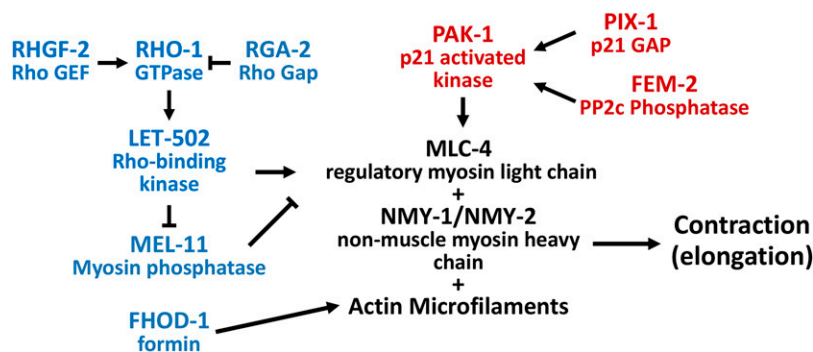 RHGF-2
Rho GEF
RHO-1
GTPase
RGA-2
Rho Gap
PAK-1
p21 activated
kinase
PIX-1
p21 GAP
FEM-2
PP2c Phosphatase
LET-502
Rho-binding
kinase
MLC-4
regulatory myosin light chain
+
NMY-1/NMY-2
non-muscle myosin heavy
chain
+
Actin Microfilaments
MEL-11
Myosin phosphatase
FHOD-1
formin
Contraction
(elongation)